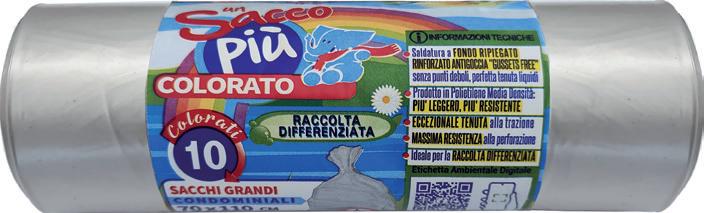 un
Sacco
più
COLORATO
Colorati
10
SACCHI GRANDI
CONDOMINIALI
70 x 110 CM
RACCOLTA
DIFFERENZIATA
i INFORMAZIONI TECNICHE
Saldatura a FONDO RIPIEGATO
RINFORZATO ANTIGOCCIA "GUSSETS FREE"
senza punti deboli, perfetta tenuta liquidi
Prodotto in Polietilene Media Densità:
PIU' LEGGERO, PIU' RESISTENTE
ECCEZIONALE TENUTA alla trazione
MASSIMA RESISTENZA alla perforazione
Ideale per la RACCOLTA DIFFERENZIATA
Etichetta Ambientale Digitale